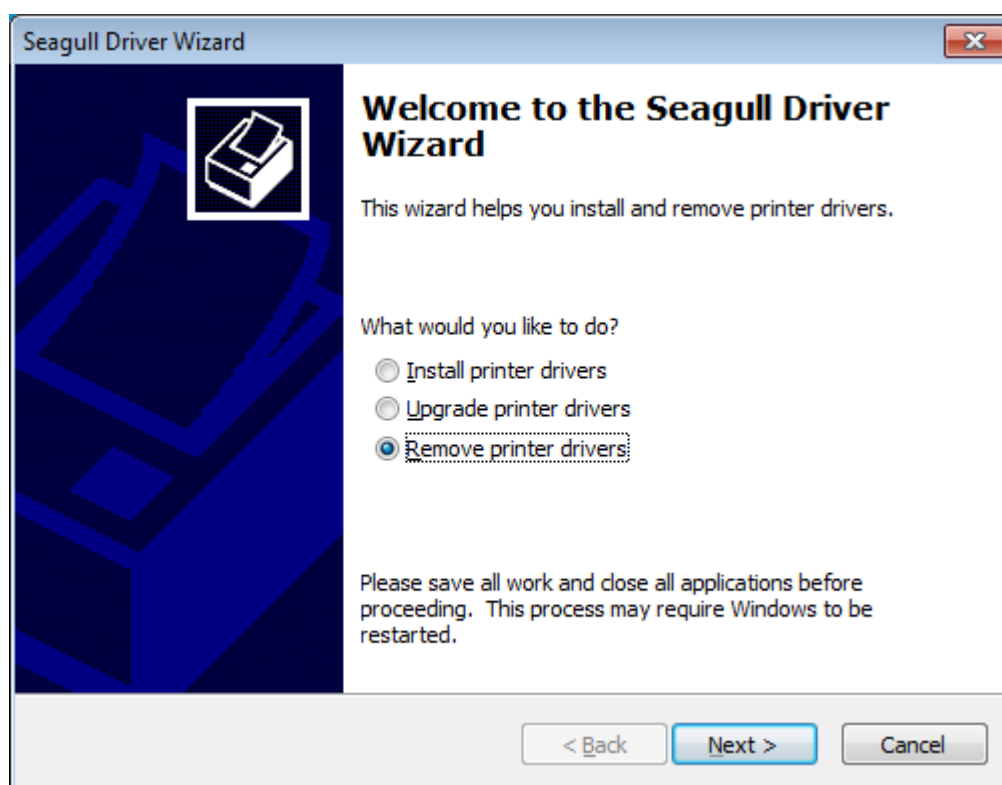 Seagull Driver Wizard
Welcome to the Seagull Driver
Wizard
This wizard helps you install and remove printer drivers.
What would you like to do?
Install printer drivers
Upgrade printer drivers
Remove printer drivers
Please save all work and close all applications before
proceeding.  This process may require Windows to be
restarted.
< Back
Next >
Cancel